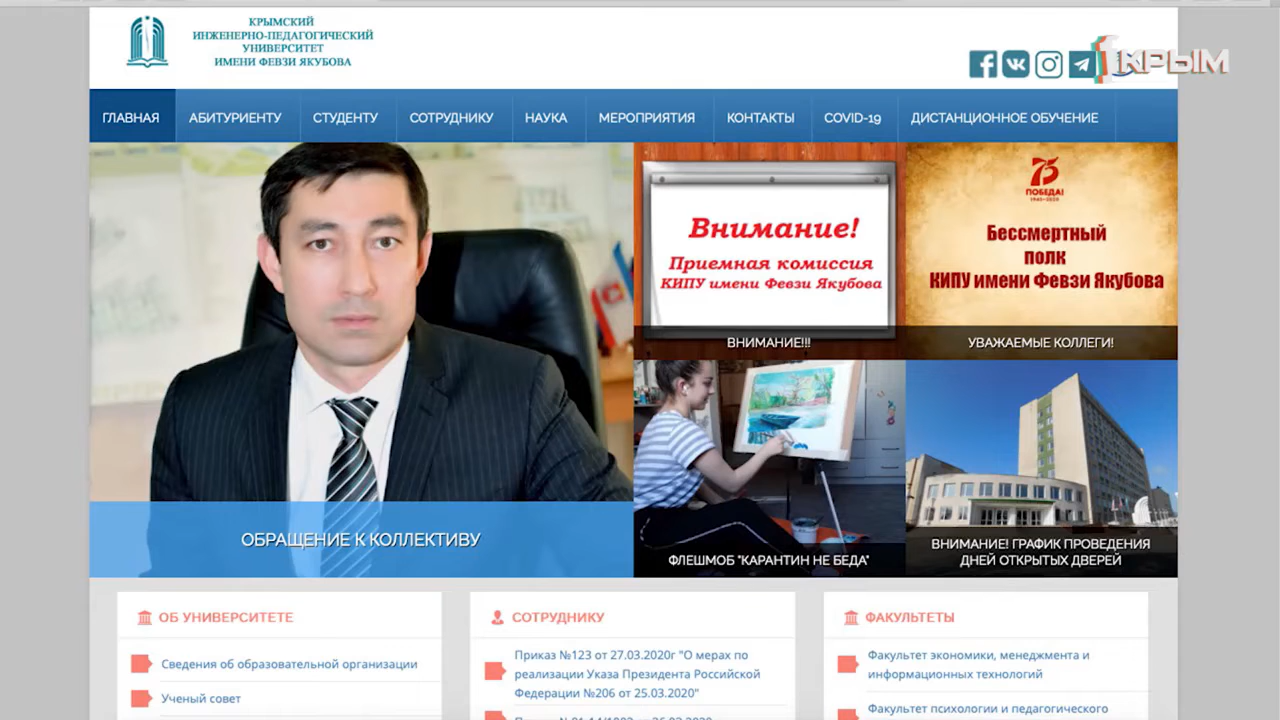 КРЫМСКИЙ
ИНЖЕНЕРНО-ПЕДАГОГИЧЕСКИЙ
УНИВЕРСИТЕТ
ИМЕНИ ФЕВЗИ ЯКУБОВА
1КРЫМ
ГЛАВНАЯ АБИТУРИЕНТУ СТУДЕНТУ СОТРУДНИКУ НАУКА МЕРОПРИЯТИЯ КОНТАКТЫ COVID-19 ДИСТАНЦИОННОЕ ОБУЧЕНИЕ
ОБРАЩЕНИЕ К КОЛЛЕКТИВУ
Внимание!
Приемная комиссия
КИПУ имени Февзи Якубова
ВНИМАНИЕ!!!
75
ПОБЕДА!
1945-2020
Бессмертный
полк
КИПУ имени Февзи Якубова
УВАЖАЕМЫЕ КОЛЛЕГИ!
ФЛЕШМОБ "КАРАНТИН НЕ БЕДА"
ВНИМАНИЕ! ГРАФИК ПРОВЕДЕНИЯ
ДНЕЙ ОТКРЫТЫХ ДВЕРЕЙ
ОБ УНИВЕРСИТЕТЕ
Сведения об образовательной организации
Ученый совет
СОТРУДНИКУ
Приказ №123 от 27.03.2020г "О мерах по
реализации Указа Президента Российской
Федерации №206 от 25.03.2020"
ФАКУЛЬТЕТЫ
Факультет экономики, менеджмента и
информационных технологий
Факультет психологии и педагогического